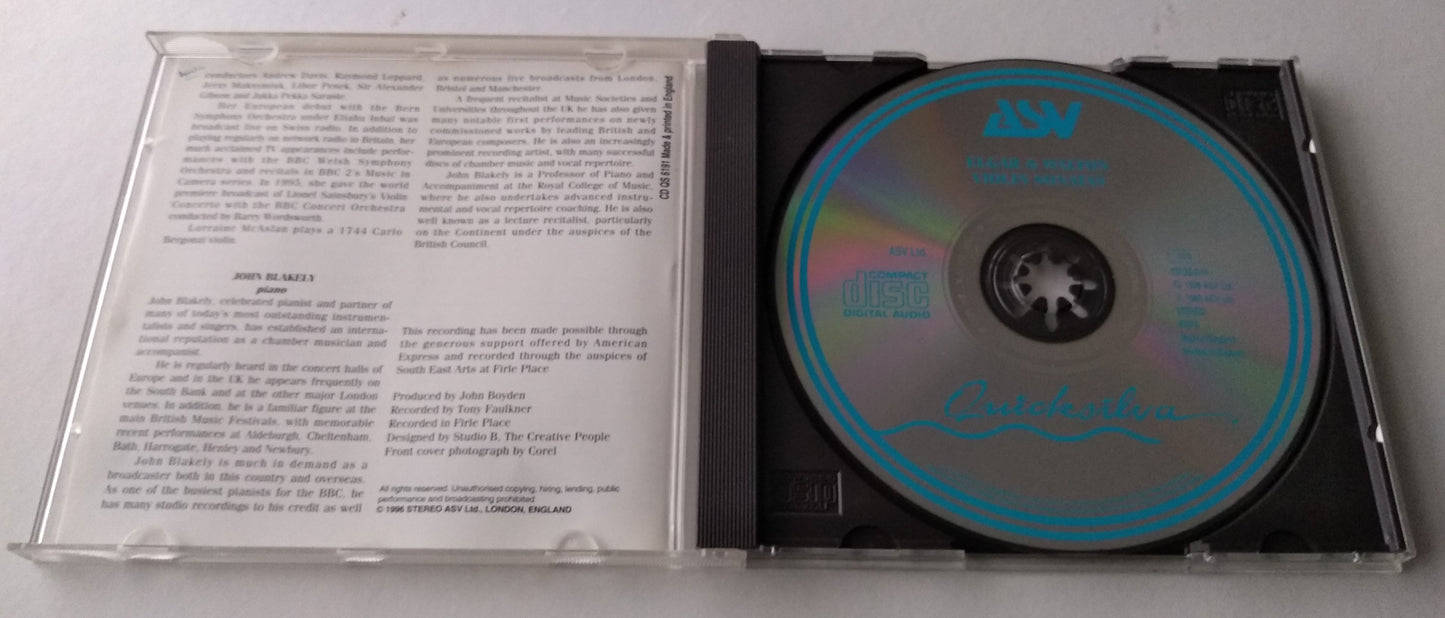 conductors Andrew Davis, Raymond Leppard,
Jerzy Maksymiuk, Libor Pesek, Sir Alexander
Gibson and Jukka Pekka Saraste.
Her European debut with the Bern
Symphony Orchestra under Eliahu Inbal was
broadcast live on Swiss radio. In addition to
playing regularly on network radio in Britain, her
much acclaimed TV appearances include perfor-
mances with the BBC Welsh Symphony
Orchestra and recitals in BBC 2's Music in
Camera series. In 1995, she gave the world
premiere broadcast of Lionel Sainsbury's Violin
Concerto with the BBC Concert Orchestra
conducted by Barry Wordsworth.
Lorraine McAslan plays a 1744 Carlo
Bergonzi violin.
JOHN BLAKELY
piano
John Blakely, celebrated pianist and partner of
many of today's most outstanding instrumen-
talists and singers, has established an interna-
tional reputation as a chamber musician and
accompanist.
He is regularly heard in the concert halls of
Europe and in the UK he appears frequently on
the South Bank and at the other major London
venues. In addition, he is a familiar figure at the
main British Music Festivals, with memorable
recent performances at Aldeburgh, Cheltenham,
Bath, Harrogate, Henley and Newbury.
John Blakely is much in demand as a
broadcaster both in this country and overseas.
As one of the busiest pianists for the BBC, he
has many studio recordings to his credit as well
as numerous live broadcasts from London,
Bristol and Manchester.
A frequent recitalist at Music Societies and
Universities throughout the UK he has also given
many notable first performances on newly
commissioned works by leading British and
European composers. He is also an increasingly
prominent recording artist, with many successful
discs of chamber music and vocal repertoire.
John Blakely is a Professor of Piano and
Accompaniment at the Royal College of Music,
where he also undertakes advanced instru-
mental and vocal repertoire coaching. He is also
well known as a lecture recitalist, particularly
on the Continent under the auspices of the
British Council.
This recording has been made possible through
the generous support offered by American
Express and recorded through the auspices of
South East Arts at Firle Place
Produced by John Boyden
Recorded by Tony Faulkner
Recorded in Firle Place
Designed by Studio B, The Creative People
Front cover photograph by Corel
All rights reserved. Unauthorised copying, hiring, lending, public
performance and broadcasting prohibited
© 1996 STEREO ASV Ltd., LONDON, ENGLAND
CD QS 6191 Made & printed in England
ASV
ELGAR & WALTON
VIOLIN SONATAS
ASV Ltd.
COMPACT
disc
DIGITAL AUDIO
Quicksilva